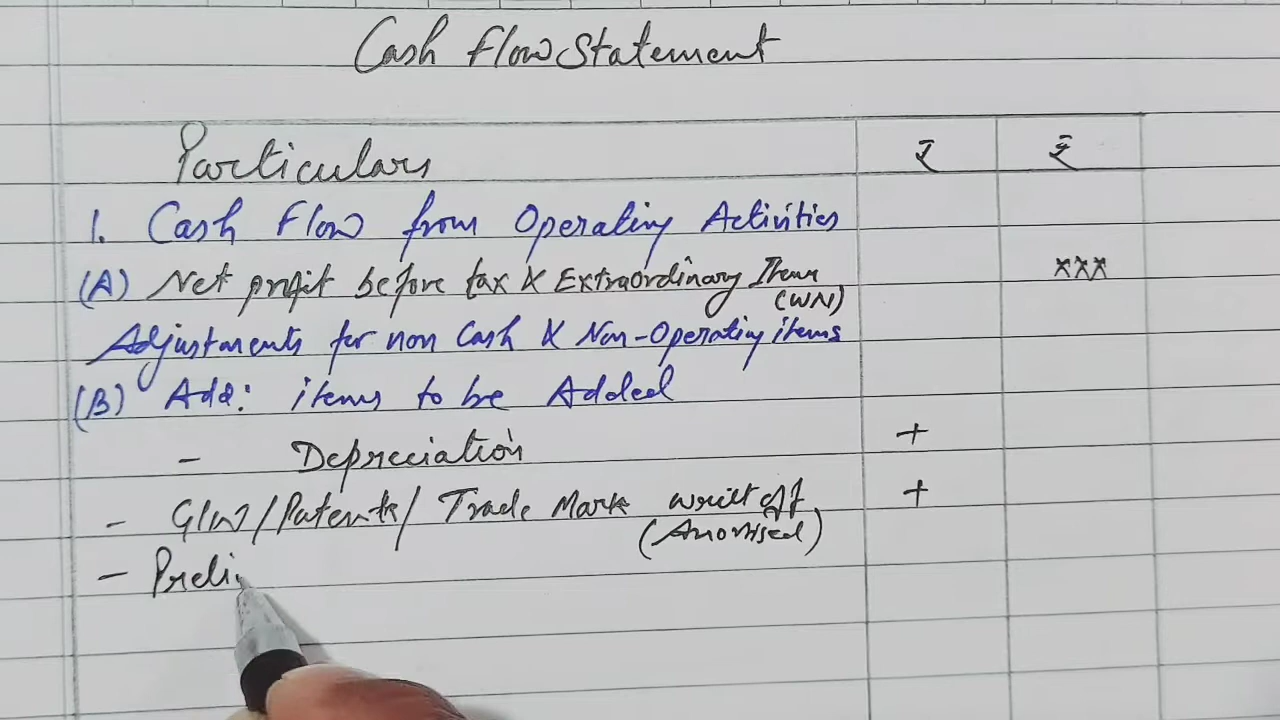 Cash Flow Statement
Particulars ₹ ₹
1. Cash Flow from Operating Activities
(A) Net profit before tax & Extraordinary Items ×××
(WN)
Adjustments for non Cash & Non-Operating items
(B) Add: items to be Added
- Depreciation +
- G/W/Patents/Trade Mark written off +
(Amortised)
- Preli